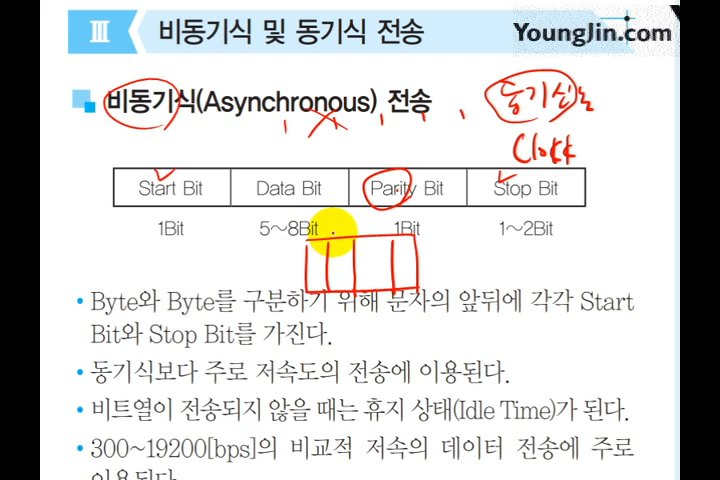 Ⅲ 비동기식 및 동기식 전송
YoungJin.com
비동기식(Asynchronous) 전송
동기식는
Clock
Start Bit Data Bit Parity Bit Stop Bit
1Bit 5~8Bit 1Bit 1~2Bit
• Byte와 Byte를 구분하기 위해 문자의 앞뒤에 각각 Start
Bit와 Stop Bit를 가진다.
• 동기식보다 주로 저속도의 전송에 이용된다.
• 비트열이 전송되지 않을 때는 휴지 상태(Idle Time)가 된다.
• 300~19200[bps]의 비교적 저속의 데이터 전송에 주로
이용된다.